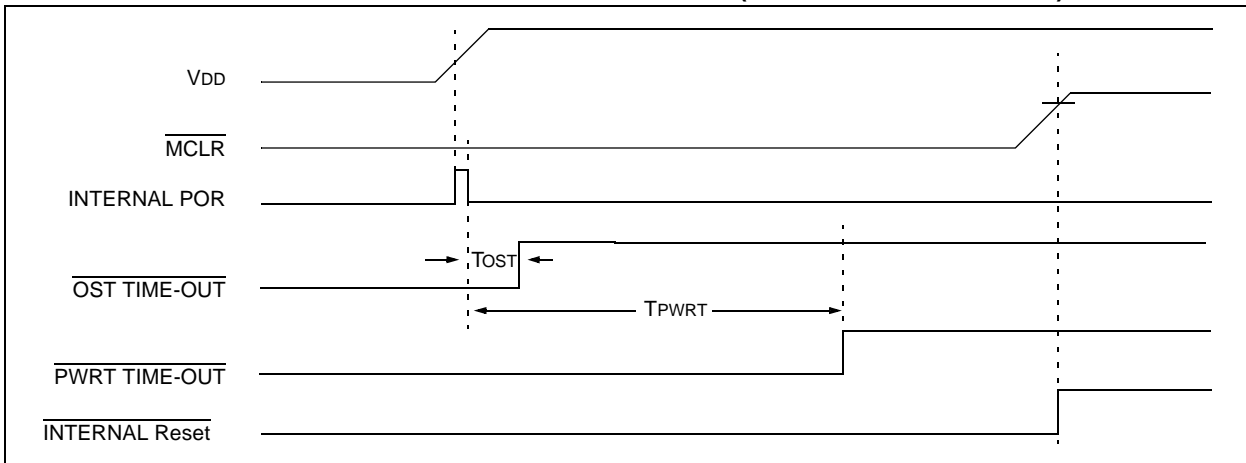 VDD
MCLR
INTERNAL POR
TOST
OST TIME-OUT
TPWRT
PWRT TIME-OUT
INTERNAL Reset